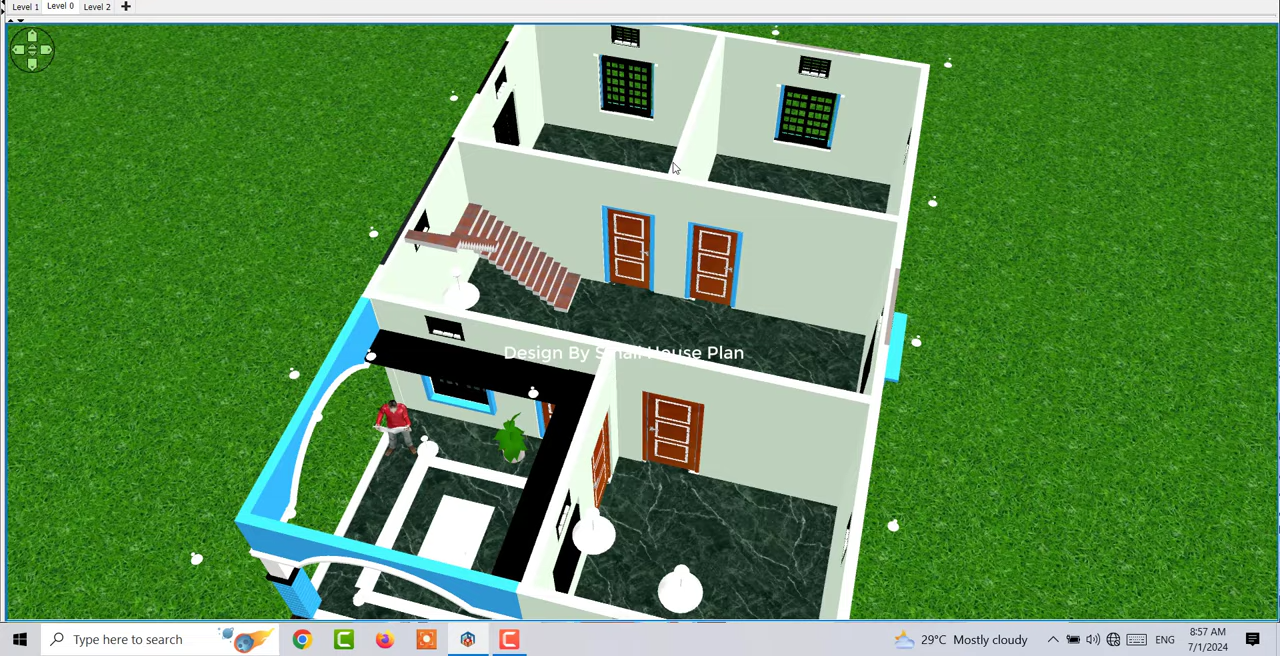 Level 1 Level 0 Level 2
Design By Small House Plan
Type here to search
29°C Mostly cloudy
ENG
8:57 AM
7/1/2024